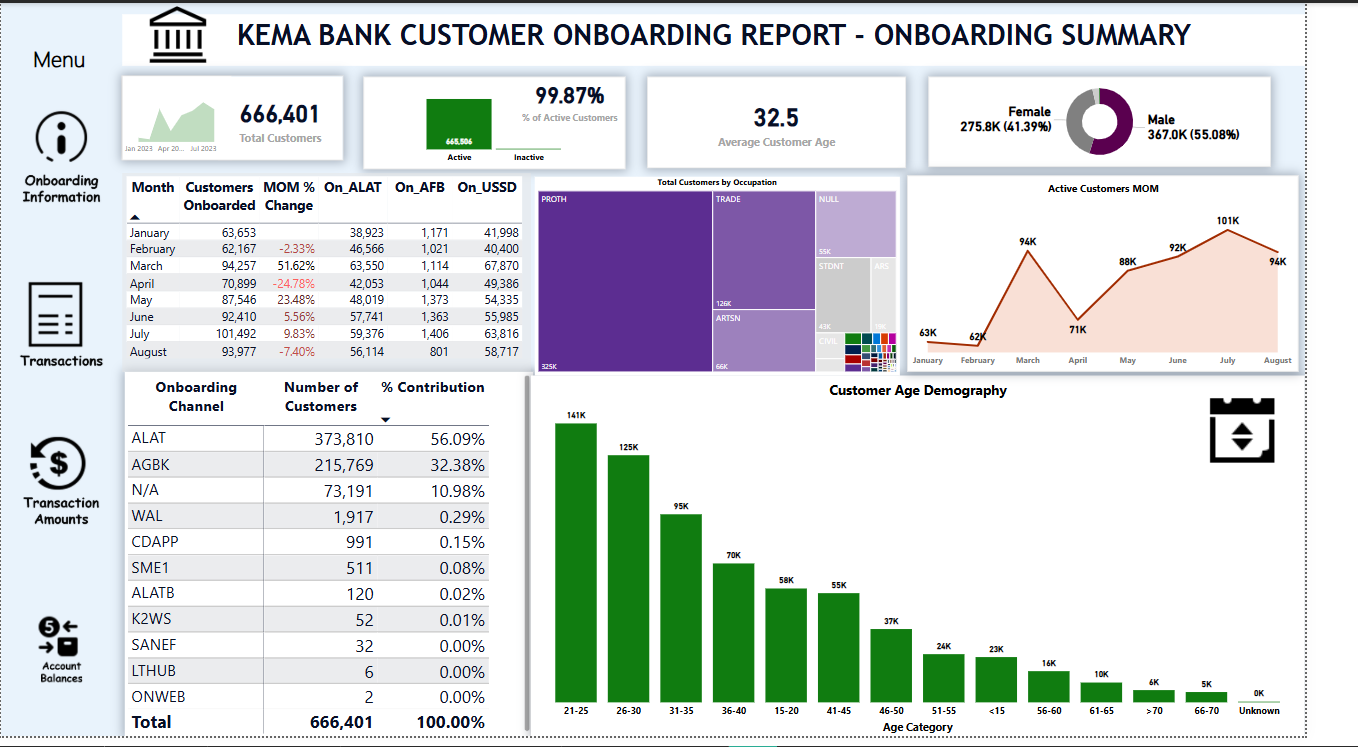 KEMA BANK CUSTOMER ONBOARDING REPORT - ONBOARDING SUMMARY
Menu
Onboarding
Information
Transactions
Transaction
Amounts
Account
Balances
Jan 2023 Apr 20... Jul 2023
666,401
Total Customers
665,506
Active Inactive
99.87%
% of Active Customers
32.5
Average Customer Age
Female
275.8K (41.39%)
Male
367.0K (55.08%)
Month Customers Onboarded MOM % Change On_ALAT On_AFB On_USSD
January 63,653 38,923 1,171 41,998
February 62,167 -2.33% 46,566 1,021 40,400
March 94,257 51.62% 63,550 1,114 67,870
April 70,899 -24.78% 42,053 1,044 49,386
May 87,546 23.48% 48,019 1,373 54,335
June 92,410 5.56% 57,741 1,363 55,985
July 101,492 9.83% 59,376 1,406 63,816
August 93,977 -7.40% 56,114 801 58,717
Total Customers by Occupation
PROTH
325K
TRADE
126K
ARTSN
66K
NULL
55K
STDNT
43K
ARS
CIVIL
Active Customers MOM
63K 62K 94K 71K 88K 92K 101K 94K
January February March April May June July August
Onboarding Channel Number of Customers % Contribution
ALAT 373,810 56.09%
AGBK 215,769 32.38%
N/A 73,191 10.98%
WAL 1,917 0.29%
CDAPP 991 0.15%
SME1 511 0.08%
ALATB 120 0.02%
K2WS 52 0.01%
SANEF 32 0.00%
LTHUB 6 0.00%
ONWEB 2 0.00%
Total 666,401 100.00%
Customer Age Demography
141K 125K 95K 70K 58K 55K 37K 24K 23K 16K 10K 6K 5K 0K
21-25 26-30 31-35 36-40 15-20 41-45 46-50 51-55 <15 56-60 61-65 >70 66-70 Unknown
Age Category